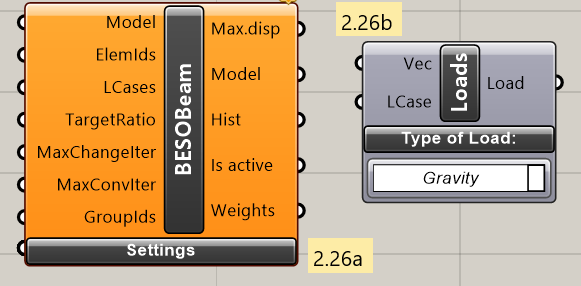 Model
ElemIds
LCases
TargetRatio
MaxChangeIter
MaxConvIter
GroupIds
BESOBeam
Max.disp
Model
Hist
Is active
Weights
Settings
2.26a
2.26b
Vec
LCase
Loads
Load
Type of Load:
Gravity